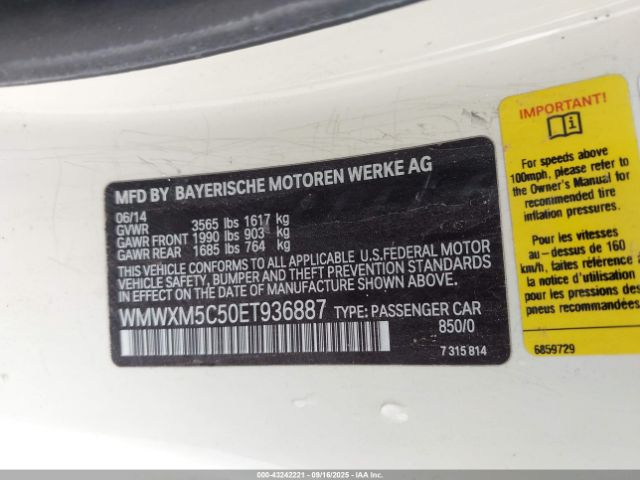 MFD BY BAYERISCHE MOTOREN WERKE AG
06/14
GVWR 3565 lbs 1617 kg
GAWR FRONT 1990 lbs 903 kg
GAWR REAR 1685 lbs 764 kg
THIS VEHICLE CONFORMS TO ALL APPLICABLE U.S.FEDERAL MOTOR
VEHICLE SAFETY, BUMPER AND THEFT PREVENTION STANDARDS
IN EFFECT ON THE DATE OF MANUFACTURE SHOWN ABOVE.
WMWXM5C50ET936887 TYPE: PASSENGER CAR
850/0
7 315 814
IMPORTANT!
For speeds above
100mph, please refer to
the Owner's Manual for
recommended tire
inflation pressures.
Pour les vitesses
au-dessus de 160
km/h, faites référence à
la notice d'utilisation
pour les pneus
recommandées.
6859729
000-43242221 - 09/16/2025 - IAA, Inc.